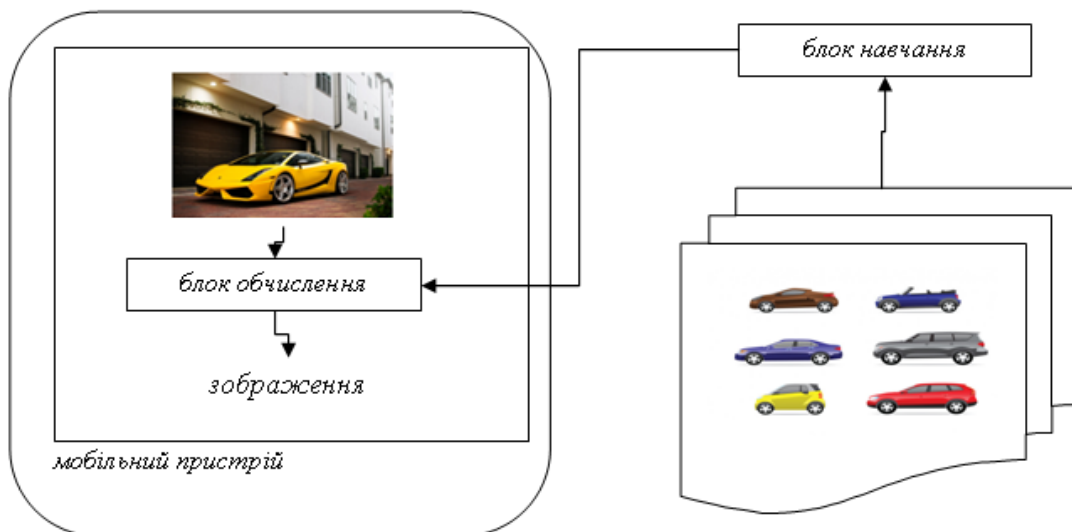 блок навчання
блок обчислення
зображення
мобільний пристрій